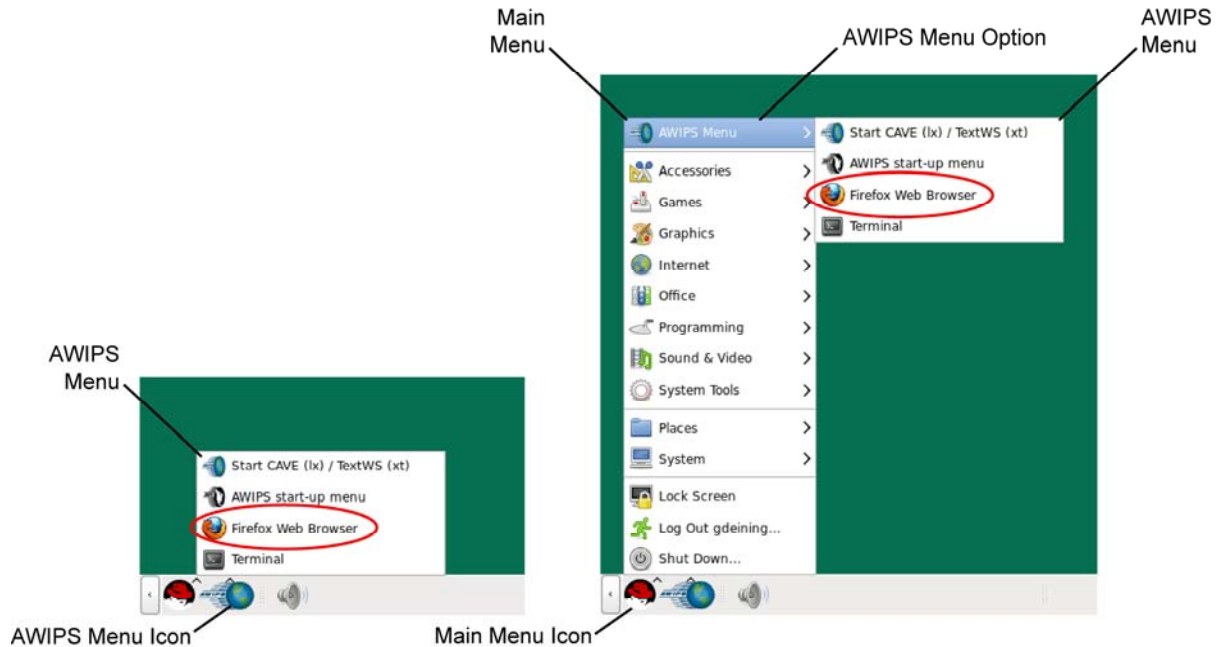 Main
Menu
AWIPS Menu Option
AWIPS
Menu
AWIPS Menu
Start CAVE (lx) / TextWS (xt)
AWIPS start-up menu
Firefox Web Browser
Terminal
Accessories
Games
Graphics
Internet
Office
Programming
Sound & Video
System Tools
Places
System
Lock Screen
Log Out gdeining...
Shut Down...
Main Menu Icon
AWIPS
Menu
Start CAVE (lx) / TextWS (xt)
AWIPS start-up menu
Firefox Web Browser
Terminal
AWIPS Menu Icon